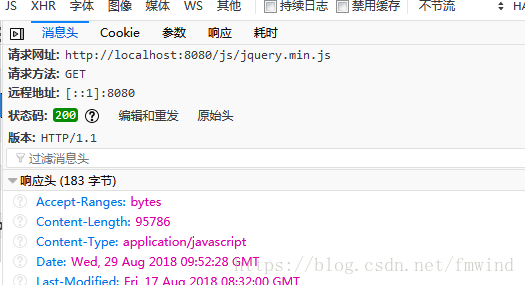 JS XHR 字体 图像 媒体 WS 其他 持续日志 禁用缓存 不节流 HA
消息头 Cookie 参数 响应 耗时
请求网址: http://localhost:8080/js/jquery.min.js
请求方法: GET
远程地址: [::1]:8080
状态码: 200 ? 编辑和重发 原始头
版本: HTTP/1.1
过滤消息头
响应头 (183 字节)
? Accept-Ranges: bytes
? Content-Length: 95786
? Content-Type: application/javascript
? Date: Wed, 29 Aug 2018 09:52:28 GMT
? Last-Modified: Fri, 17 Aug 2018 08:32:00 GMT
https://blog.csdn.net/fmwind